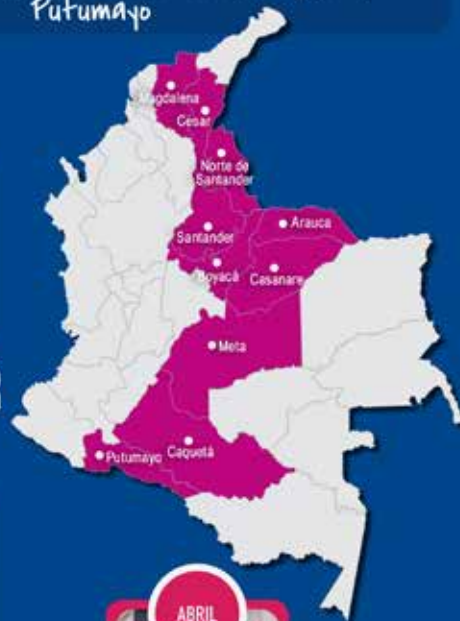 Putumayo
Magdalena
Cesar
Norte de
Santander
Arauca
Santander
Boyacá
Casanare
Meta
Putumayo
Caquetá
ABRIL